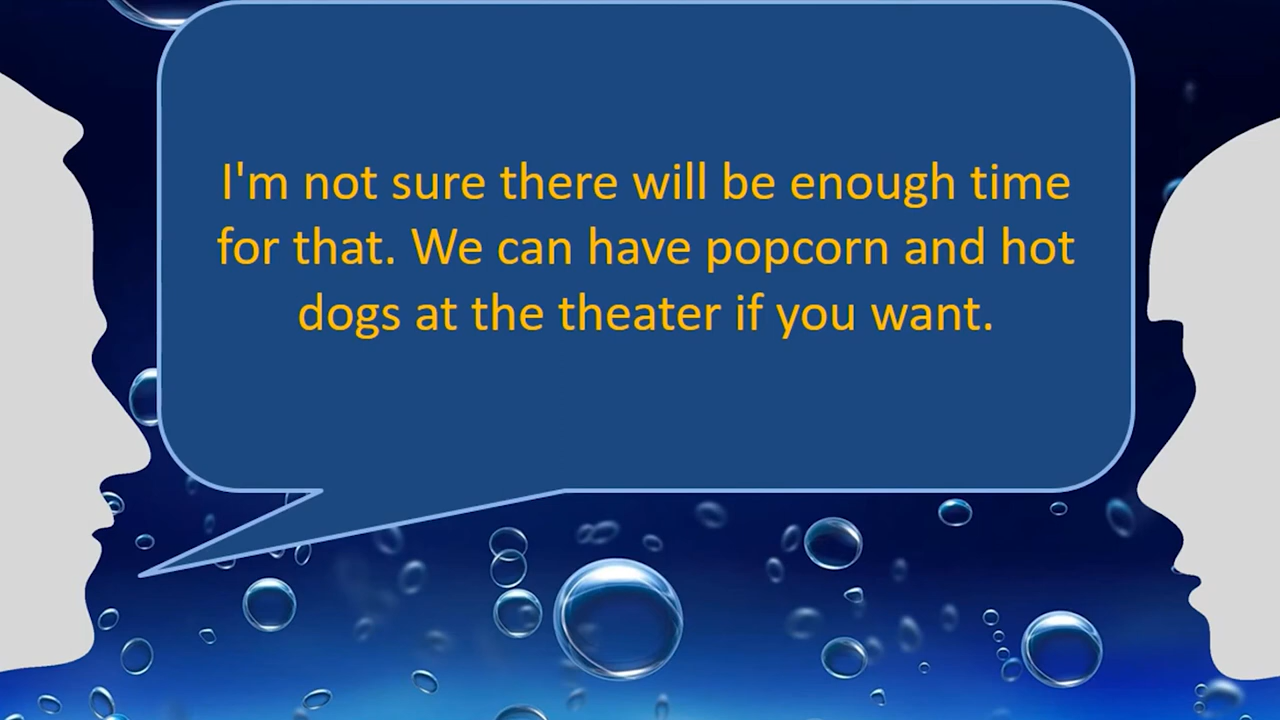 I'm not sure there will be enough time
for that. We can have popcorn and hot
dogs at the theater if you want.